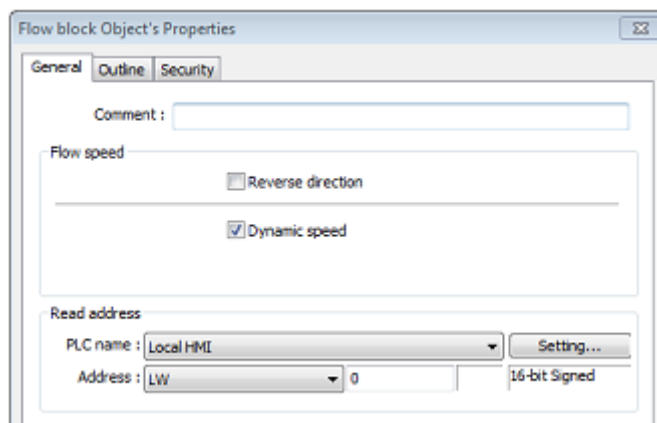 Flow block Object's Properties
General Outline Security
Comment :
Flow speed
Reverse direction
Dynamic speed
Read address
PLC name : Local HMI Setting...
Address : LW 0 16-bit Signed